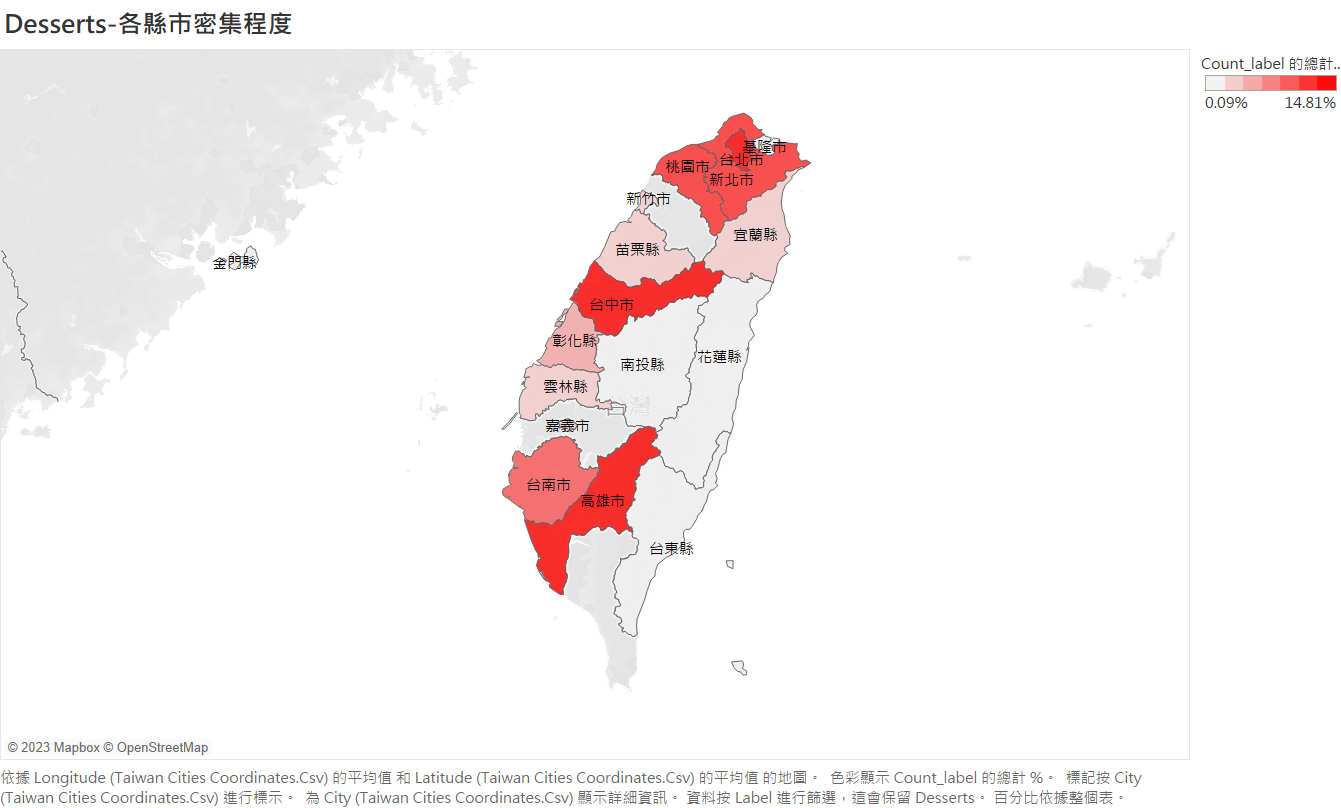 Desserts-各縣市密集程度
Count_label 的總計..
0.09% 14.81%
基隆市
台北市
桃園市
新北市
新竹市
宜蘭縣
苗栗縣
金門縣
台中市
彰化縣
花蓮縣
南投縣
雲林縣
台灣
嘉義市
台南市
高雄市
台東縣
© 2023 Mapbox © OpenStreetMap
依據 Longitude (Taiwan Cities Coordinates.Csv) 的平均值 和 Latitude (Taiwan Cities Coordinates.Csv) 的平均值 的地圖。 色彩顯示 Count_label 的總計 %。 標記按 City
(Taiwan Cities Coordinates.Csv) 進行標示。 為 City (Taiwan Cities Coordinates.Csv) 顯示詳細資訊。 資料按 Label 進行篩選，這會保留 Desserts。 百分比依據整個表。